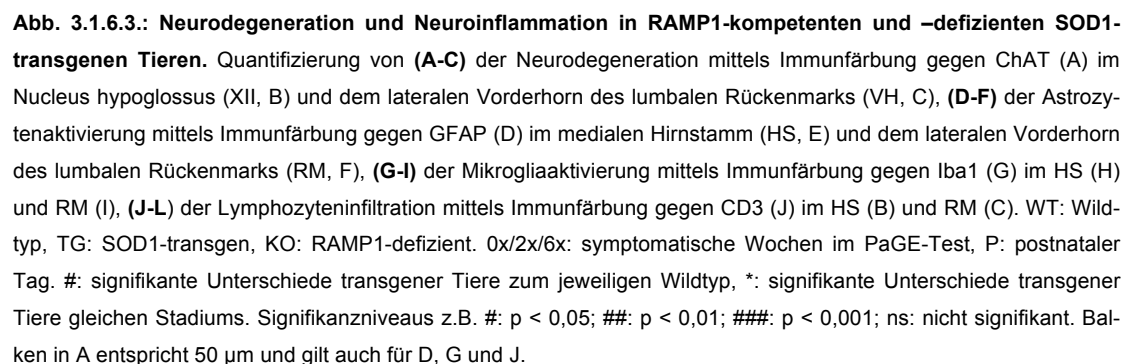 Abb. 3.1.6.3.: Neurodegeneration und Neuroinflammation in RAMP1-kompetenten und –defizienten SOD1-
transgenen Tieren. Quantifizierung von (A-C) der Neurodegeneration mittels Immunfärbung gegen ChAT (A) im
Nucleus hypoglossus (XII, B) und dem lateralen Vorderhorn des lumbalen Rückenmarks (VH, C), (D-F) der Astrozy-
tenaktivierung mittels Immunfärbung gegen GFAP (D) im medialen Hirnstamm (HS, E) und dem lateralen Vorderhorn
des lumbalen Rückenmarks (RM, F), (G-I) der Mikrogliaaktivierung mittels Immunfärbung gegen Iba1 (G) im HS (H)
und RM (I), (J-L) der Lymphozyteninfiltration mittels Immunfärbung gegen CD3 (J) im HS (B) und RM (C). WT: Wild-
typ, TG: SOD1-transgen, KO: RAMP1-defizient. 0x/2x/6x: symptomatische Wochen im PaGE-Test, P: postnataler
Tag. #: signifikante Unterschiede transgener Tiere zum jeweiligen Wildtyp, *: signifikante Unterschiede transgener
Tiere gleichen Stadiums. Signifikanzniveaus z.B. #: p < 0,05; ##: p < 0,01; ###: p < 0,001; ns: nicht signifikant. Bal-
ken in A entspricht 50 µm und gilt auch für D, G und J.